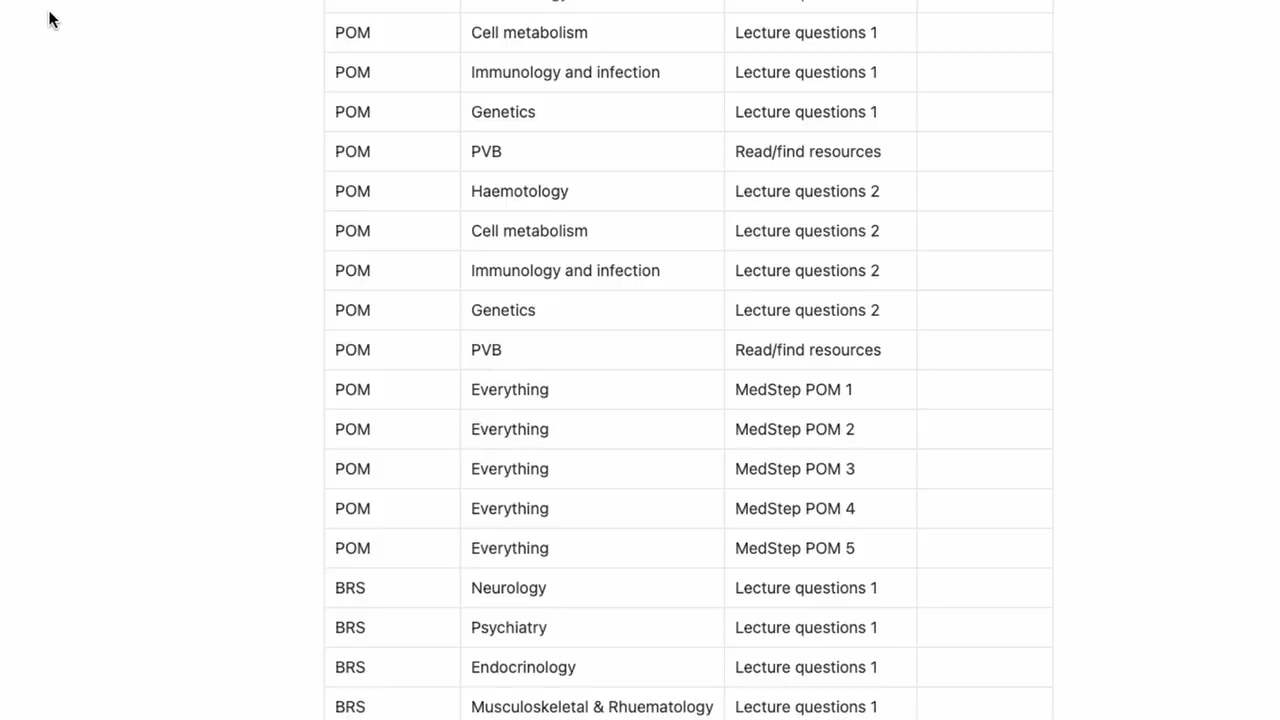 POM Cell metabolism Lecture questions 1
POM Immunology and infection Lecture questions 1
POM Genetics Lecture questions 1
POM PVB Read/find resources
POM Haemotology Lecture questions 2
POM Cell metabolism Lecture questions 2
POM Immunology and infection Lecture questions 2
POM Genetics Lecture questions 2
POM PVB Read/find resources
POM Everything MedStep POM 1
POM Everything MedStep POM 2
POM Everything MedStep POM 3
POM Everything MedStep POM 4
POM Everything MedStep POM 5
BRS Neurology Lecture questions 1
BRS Psychiatry Lecture questions 1
BRS Endocrinology Lecture questions 1
BRS Musculoskeletal & Rhuematology Lecture questions 1